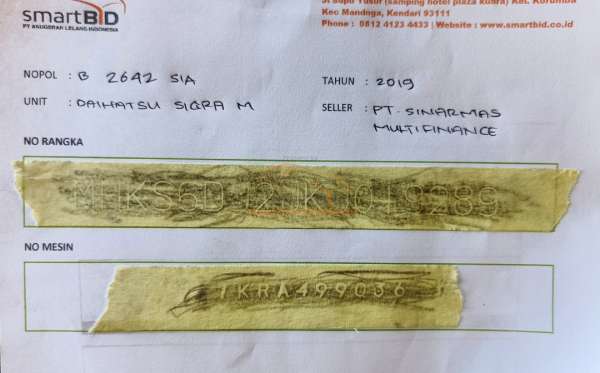 smartBID
PT ANUGERAH LELANG INDONESIA
Kec Mandnga, Kendari 93111
Phone : 0812 4123 4433 | Website : www.smartbid.co.id
NOPOL : B 2642 SIA
TAHUN : 2019
UNIT : DAIHATSU SIGRA M
SELLER : PT. SINARMAS
MULTIFINANCE
NO RANGKA
NO MESIN
1KRA499036